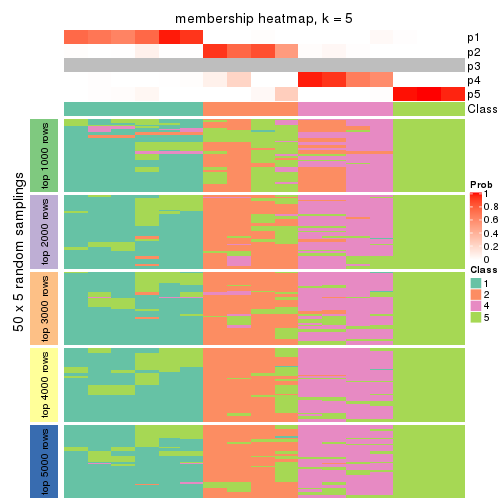 membership heatmap, k = 5
p1
p2
p3
p4
p5
Class
50 x 5 random samplings
top 1000 rows
top 2000 rows
top 3000 rows
top 4000 rows
top 5000 rows
Prob
1
0.8
0.6
0.4
0.2
0
Class
1
2
4
5